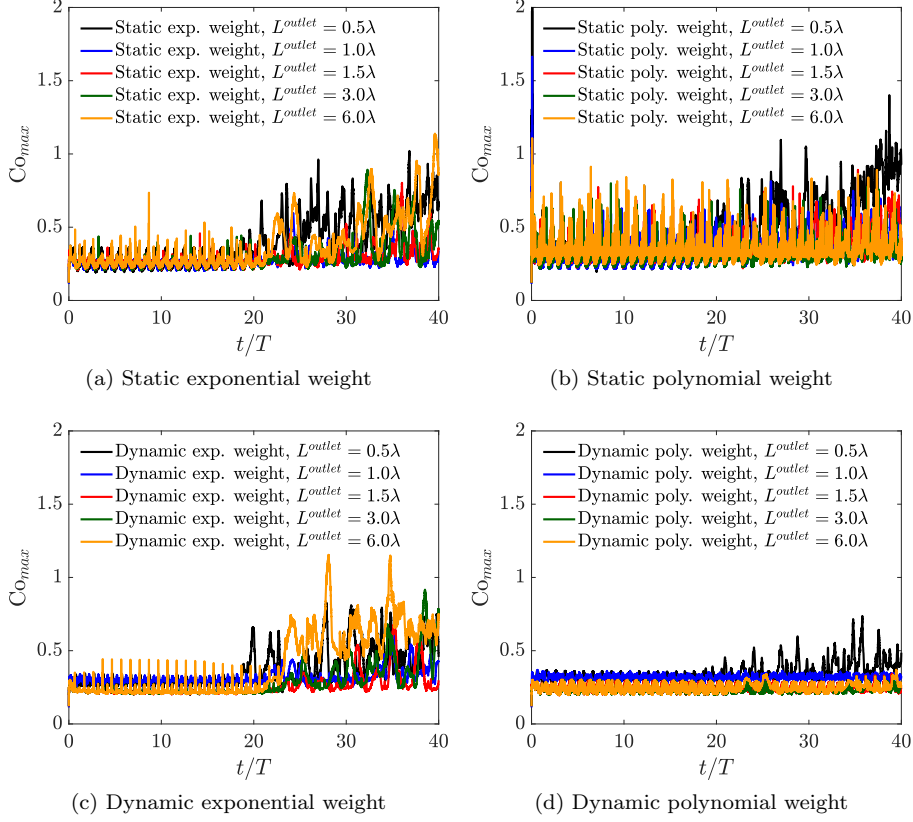 Static exp. weight, L^outlet = 0.5λ
Static exp. weight, L^outlet = 1.0λ
Static exp. weight, L^outlet = 1.5λ
Static exp. weight, L^outlet = 3.0λ
Static exp. weight, L^outlet = 6.0λ
Co_max
2
1.5
1
0.5
0
0 10 20 30 40
t/T
(a) Static exponential weight
Static poly. weight, L^outlet = 0.5λ
Static poly. weight, L^outlet = 1.0λ
Static poly. weight, L^outlet = 1.5λ
Static poly. weight, L^outlet = 3.0λ
Static poly. weight, L^outlet = 6.0λ
Co_max
2
1.5
1
0.5
0
0 10 20 30 40
t/T
(b) Static polynomial weight
Dynamic exp. weight, L^outlet = 0.5λ
Dynamic exp. weight, L^outlet = 1.0λ
Dynamic exp. weight, L^outlet = 1.5λ
Dynamic exp. weight, L^outlet = 3.0λ
Dynamic exp. weight, L^outlet = 6.0λ
Co_max
2
1.5
1
0.5
0
0 10 20 30 40
t/T
(c) Dynamic exponential weight
Dynamic poly. weight, L^outlet = 0.5λ
Dynamic poly. weight, L^outlet = 1.0λ
Dynamic poly. weight, L^outlet = 1.5λ
Dynamic poly. weight, L^outlet = 3.0λ
Dynamic poly. weight, L^outlet = 6.0λ
Co_max
2
1.5
1
0.5
0
0 10 20 30 40
t/T
(d) Dynamic polynomial weight